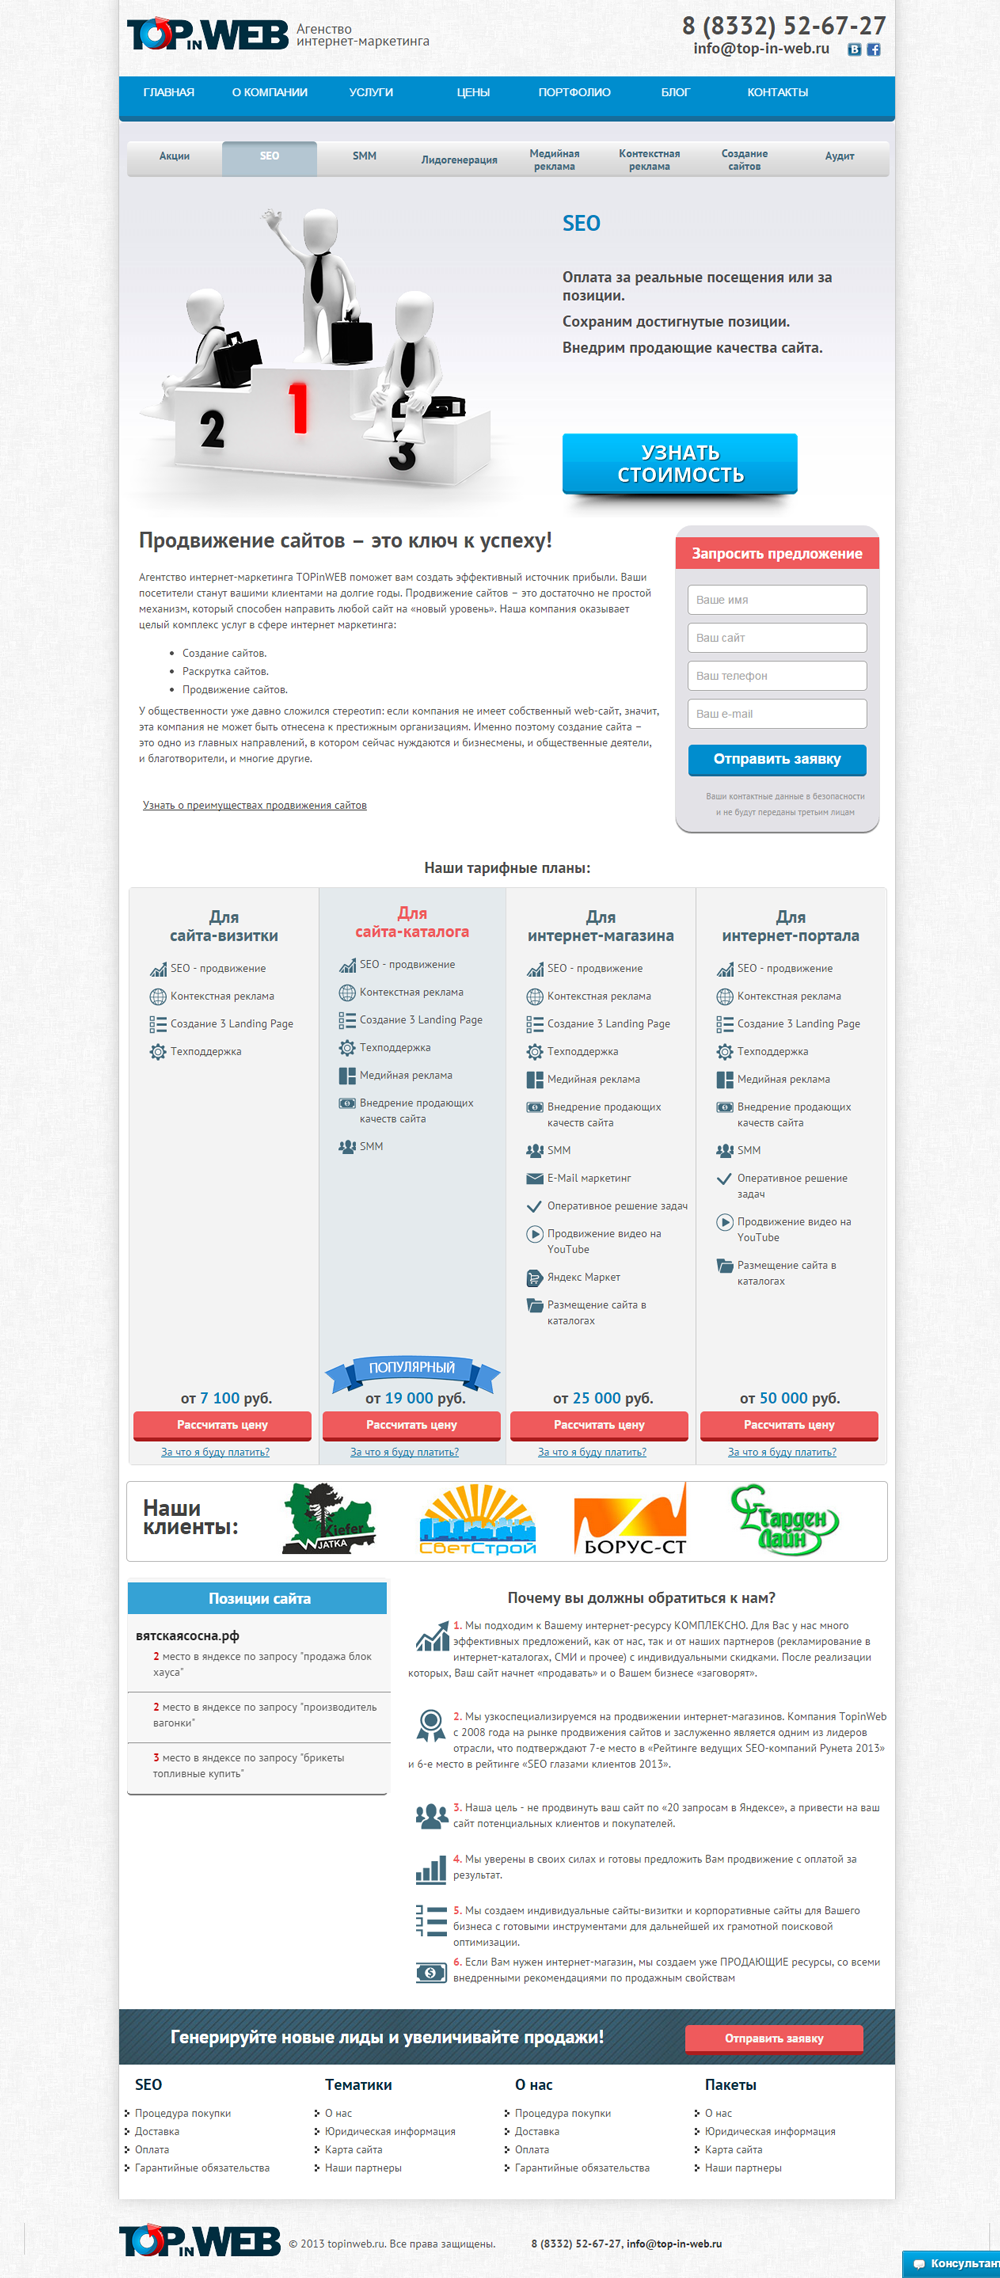 TOPinWEB
Агенство
интернет-маркетинга
8 (8332) 52-67-27
info@top-in-web.ru
ГЛАВНАЯ О КОМПАНИИ УСЛУГИ ЦЕНЫ ПОРТФОЛИО БЛОГ КОНТАКТЫ
Акции SEO SMM Лидогенерация Медийная реклама Контекстная реклама Создание сайтов Аудит
2 1 3
SEO
Оплата за реальные посещения или за
позиции.
Сохраним достигнутые позиции.
Внедрим продающие качества сайта.
УЗНАТЬ
СТОИМОСТЬ
Продвижение сайтов – это ключ к успеху!
Агентство интернет-маркетинга TOPinWEB поможет вам создать эффективный источник прибыли. Ваши
посетители станут вашими клиентами на долгие годы. Продвижение сайтов – это достаточно не простой
механизм, который способен направить любой сайт на «новый уровень». Наша компания оказывает
целый комплекс услуг в сфере интернет маркетинга:
Создание сайтов.
Раскрутка сайтов.
Продвижение сайтов.
У общественности уже давно сложился стереотип: если компания не имеет собственный web-сайт, значит,
эта компания не может быть отнесена к престижным организациям. Именно поэтому создание сайта –
это одно из главных направлений, в котором сейчас нуждаются и бизнесмены, и общественные деятели,
и благотворители, и многие другие.
Узнать о преимуществах продвижения сайтов
Запросить предложение
Ваше имя
Ваш сайт
Ваш телефон
Ваш e-mail
Отправить заявку
Ваши контактные данные в безопасности
и не будут переданы третьим лицам
Наши тарифные планы:
Для
сайта-визитки
SEO - продвижение
Контекстная реклама
Создание 3 Landing Page
Техподдержка
от 7 100 руб.
Рассчитать цену
За что я буду платить?
Для
сайта-каталога
SEO - продвижение
Контекстная реклама
Создание 3 Landing Page
Техподдержка
Медийная реклама
Внедрение продающих
качеств сайта
SMM
ПОПУЛЯРНЫЙ
от 19 000 руб.
Рассчитать цену
За что я буду платить?
Для
интернет-магазина
SEO - продвижение
Контекстная реклама
Создание 3 Landing Page
Техподдержка
Медийная реклама
Внедрение продающих
качеств сайта
SMM
E-Mail маркетинг
Оперативное решение задач
Продвижение видео на
YouTube
Яндекс Маркет
Размещение сайта в
каталогах
от 25 000 руб.
Рассчитать цену
За что я буду платить?
Для
интернет-портала
SEO - продвижение
Контекстная реклама
Создание 3 Landing Page
Техподдержка
Медийная реклама
Внедрение продающих
качеств сайта
SMM
Оперативное решение
задач
Продвижение видео на
YouTube
Размещение сайта в
каталогах
от 50 000 руб.
Рассчитать цену
За что я буду платить?
Наши
клиенты:
Kiefer
WJATKA
СветСтрой
БОРУС-СТ
Гарден
Лайн
Позиции сайта
вятскаясосна.рф
2 место в яндексе по запросу "продажа блок
хауса"
2 место в яндексе по запросу "производитель
вагонки"
3 место в яндексе по запросу "брикеты
топливные купить"
Почему вы должны обратиться к нам?
1. Мы подходим к Вашему интернет-ресурсу КОМПЛЕКСНО. Для Вас у нас много
эффективных предложений, как от нас, так и от наших партнеров (рекламирование в
интернет-каталогах, СМИ и прочее) с индивидуальными скидками. После реализации
которых, Ваш сайт начнет «продавать» и о Вашем бизнесе «заговорят».
2. Мы узкоспециализируемся на продвижении интернет-магазинов. Компания TopinWeb
с 2008 года на рынке продвижения сайтов и заслуженно является одним из лидеров
отрасли, что подтверждают 7-е место в «Рейтинге ведущих SEO-компаний Рунета 2013»
и 6-е место в рейтинге «SEO глазами клиентов 2013».
3. Наша цель - не продвинуть ваш сайт по «20 запросам в Яндексе», а привести на ваш
сайт потенциальных клиентов и покупателей.
4. Мы уверены в своих силах и готовы предложить Вам продвижение с оплатой за
результат.
5. Мы создаем индивидуальные сайты-визитки и корпоративные сайты для Вашего
бизнеса с готовыми инструментами для дальнейшей их грамотной поисковой
оптимизации.
6. Если Вам нужен интернет-магазин, мы создаем уже ПРОДАЮЩИЕ ресурсы, со всеми
внедренными рекомендациями по продажным свойствам
Генерируйте новые лиды и увеличивайте продажи!
Отправить заявку
SEO
Процедура покупки
Доставка
Оплата
Гарантийные обязательства
Тематики
О нас
Юридическая информация
Карта сайта
Наши партнеры
О нас
Процедура покупки
Доставка
Оплата
Гарантийные обязательства
Пакеты
О нас
Юридическая информация
Карта сайта
Наши партнеры
TOPinWEB
© 2013 topinweb.ru. Все права защищены.
8 (8332) 52-67-27, info@top-in-web.ru
Консультант